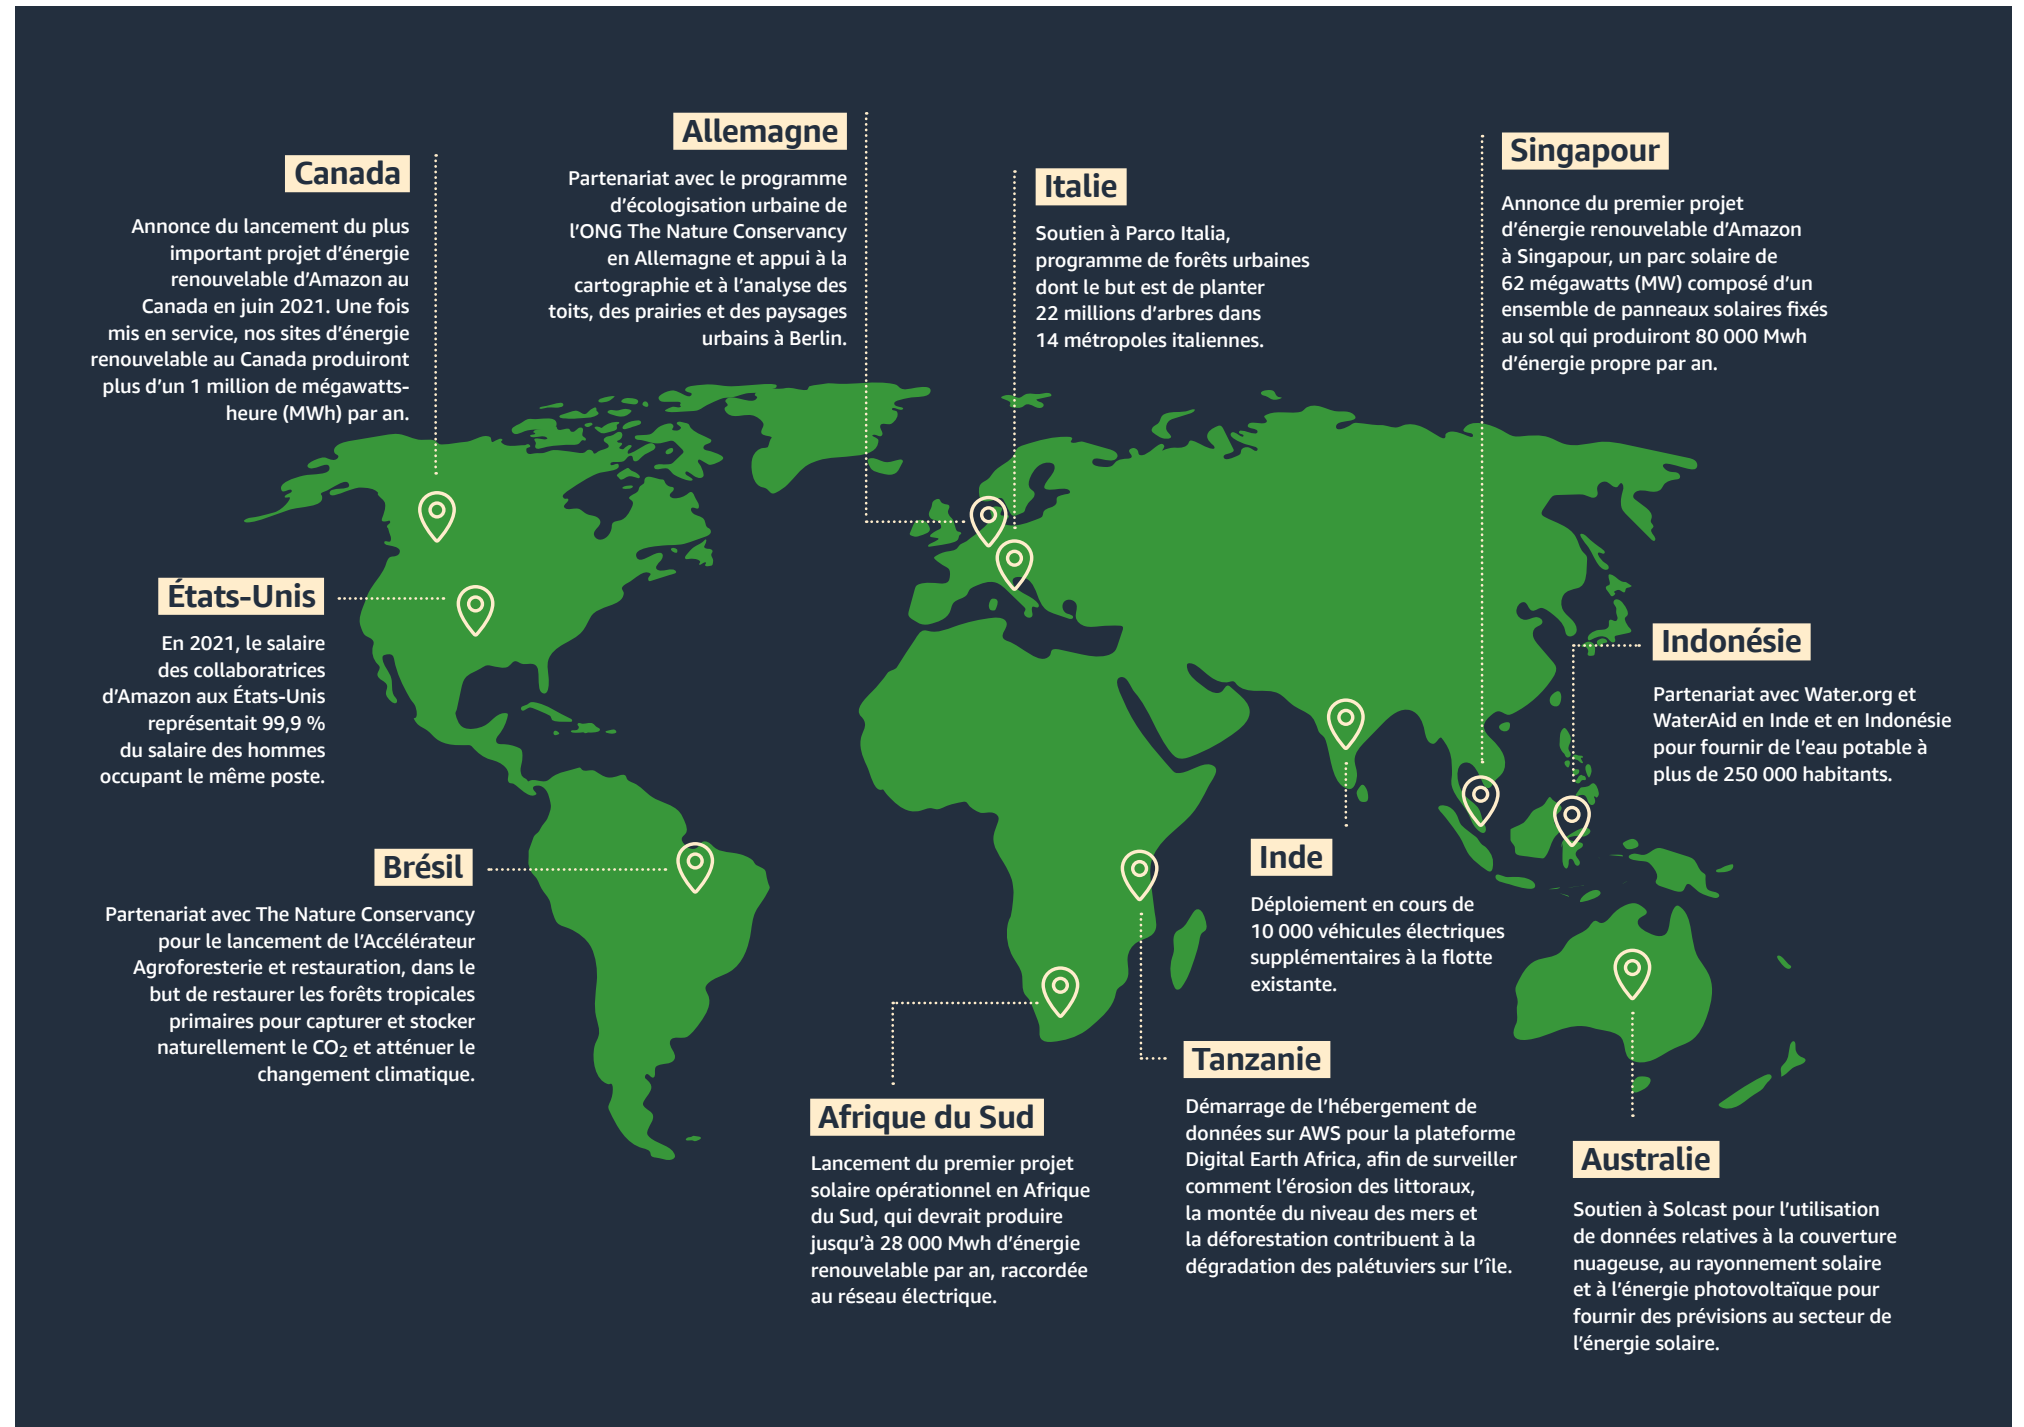 Canada
Annonce du lancement du plus
important projet d’énergie
renouvelable d’Amazon au
Canada en juin 2021. Une fois
mis en service, nos sites d’énergie
renouvelable au Canada produiront
plus d’un 1 million de mégawatts-
heure (MWh) par an.
Allemagne
Partenariat avec le programme
d’écologisation urbaine de
l’ONG The Nature Conservancy
en Allemagne et appui à la
cartographie et à l’analyse des
toits, des prairies et des paysages
urbains à Berlin.
Italie
Soutien à Parco Italia,
programme de forêts urbaines
dont le but est de planter
22 millions d’arbres dans
14 métropoles italiennes.
Singapour
Annonce du premier projet
d’énergie renouvelable d’Amazon
à Singapour, un parc solaire de
62 mégawatts (MW) composé d’un
ensemble de panneaux solaires fixés
au sol qui produiront 80 000 Mwh
d’énergie propre par an.
États-Unis
En 2021, le salaire
des collaboratrices
d’Amazon aux États-Unis
représentait 99,9 %
du salaire des hommes
occupant le même poste.
Indonésie
Partenariat avec Water.org et
WaterAid en Inde et en Indonésie
pour fournir de l’eau potable à
plus de 250 000 habitants.
Brésil
Partenariat avec The Nature Conservancy
pour le lancement de l’Accélérateur
Agroforesterie et restauration, dans le
but de restaurer les forêts tropicales
primaires pour capturer et stocker
naturellement le CO₂ et atténuer le
changement climatique.
Inde
Déploiement en cours de
10 000 véhicules électriques
supplémentaires à la flotte
existante.
Afrique du Sud
Lancement du premier projet
solaire opérationnel en Afrique
du Sud, qui devrait produire
jusqu’à 28 000 Mwh d’énergie
renouvelable par an, raccordée
au réseau électrique.
Tanzanie
Démarrage de l’hébergement de
données sur AWS pour la plateforme
Digital Earth Africa, afin de surveiller
comment l’érosion des littoraux,
la montée du niveau des mers et
la déforestation contribuent à la
dégradation des palétuviers sur l’île.
Australie
Soutien à Solcast pour l’utilisation
de données relatives à la couverture
nuageuse, au rayonnement solaire
et à l’énergie photovoltaïque pour
fournir des prévisions au secteur de
l’énergie solaire.